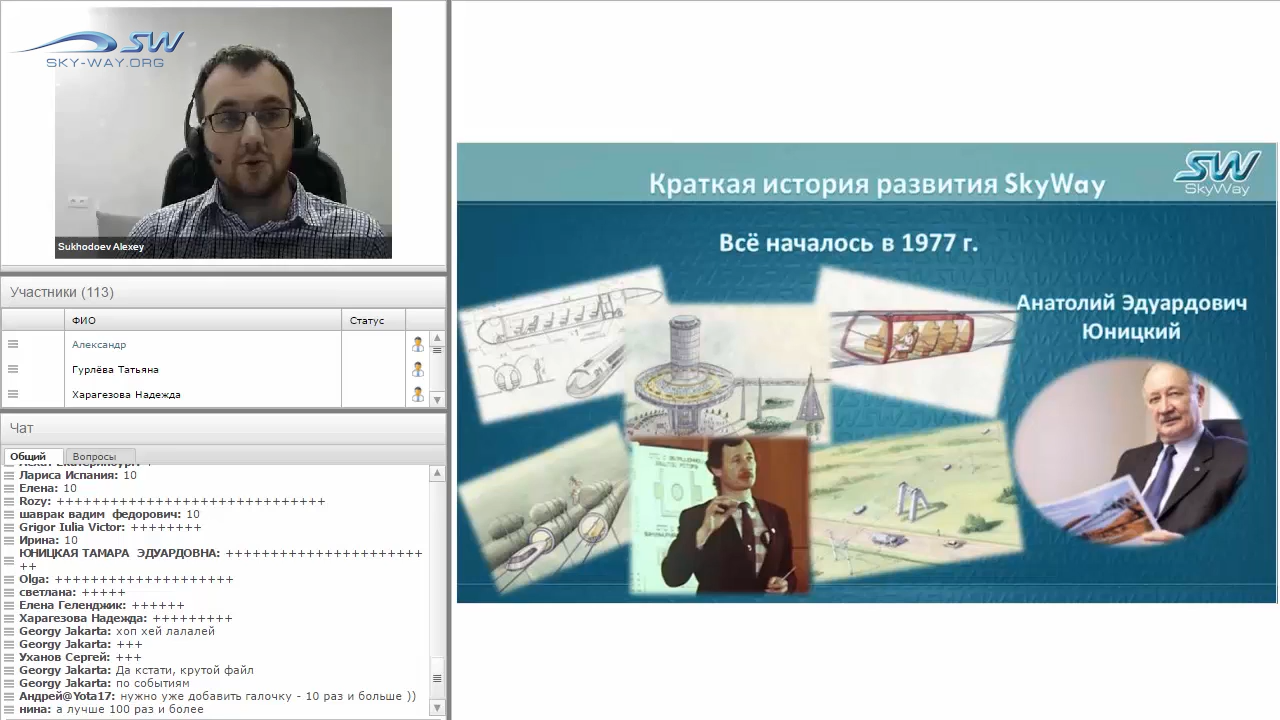 SW
SKY-WAY.ORG
Sukhodoev Alexey
Участники (113)
ФИО
Статус
Александр
Гурлёва Татьяна
Харагезова Надежда
Чат
Общий
Вопросы
Лариса Испания: 10
Елена: 10
Rozy: ++++++++++++++++++++++++++++++
шаврак вадим федорович: 10
Grigor Iulia Victor: ++++++++
Ирина: 10
ЮНИЦКАЯ ТАМАРА ЭДУАРДОВНА: ++++++++++++++++++++++
++
Olga: ++++++++++++++++++++
светлана: +++++
Елена Геленджик: ++++++
Харагезова Надежда: +++++++++
Georgy Jakarta: хоп хей лалалей
Georgy Jakarta: +++
Уханов Сергей: +++
Georgy Jakarta: Да кстати, крутой файл
Georgy Jakarta: по событиям
Андрей@Yota17: нужно уже добавить галочку - 10 раз и больше ))
нина: а лучше 100 раз и более
Краткая история развития SkyWay
SW
SkyWay
Всё началось в 1977 г.
Анатолий Эдуардович
Юницкий